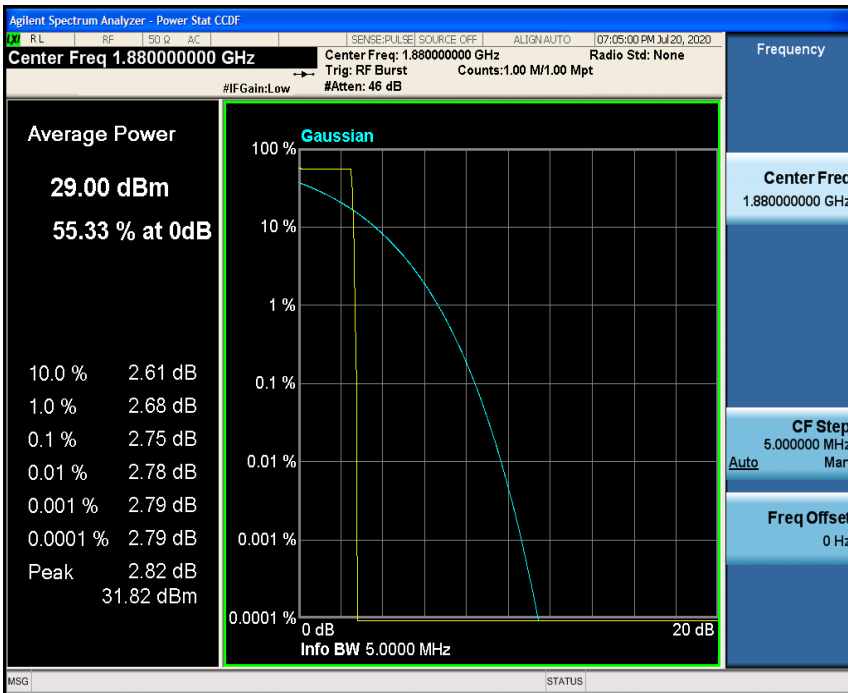 Agilent Spectrum Analyzer - Power Stat CCDF
LXI RL RF 50 Ω AC SENSE:PULSE SOURCE OFF ALIGN AUTO 07:05:00 PM Jul 20, 2020
Center Freq 1.880000000 GHz
Center Freq: 1.880000000 GHz Radio Std: None
Trig: RF Burst Counts:1.00 M/1.00 Mpt
#IFGain:Low #Atten: 46 dB
Average Power
29.00 dBm
55.33 % at 0dB
10.0 % 2.61 dB
1.0 % 2.68 dB
0.1 % 2.75 dB
0.01 % 2.78 dB
0.001 % 2.79 dB
0.0001 % 2.79 dB
Peak 2.82 dB
31.82 dBm
Gaussian
100 %
10 %
1 %
0.1 %
0.01 %
0.001 %
0.0001 %
0 dB 20 dB
Info BW 5.0000 MHz
Frequency
Center Freq
1.880000000 GHz
CF Step
5.000000 MHz
Auto Man
Freq Offset
0 Hz
MSG STATUS